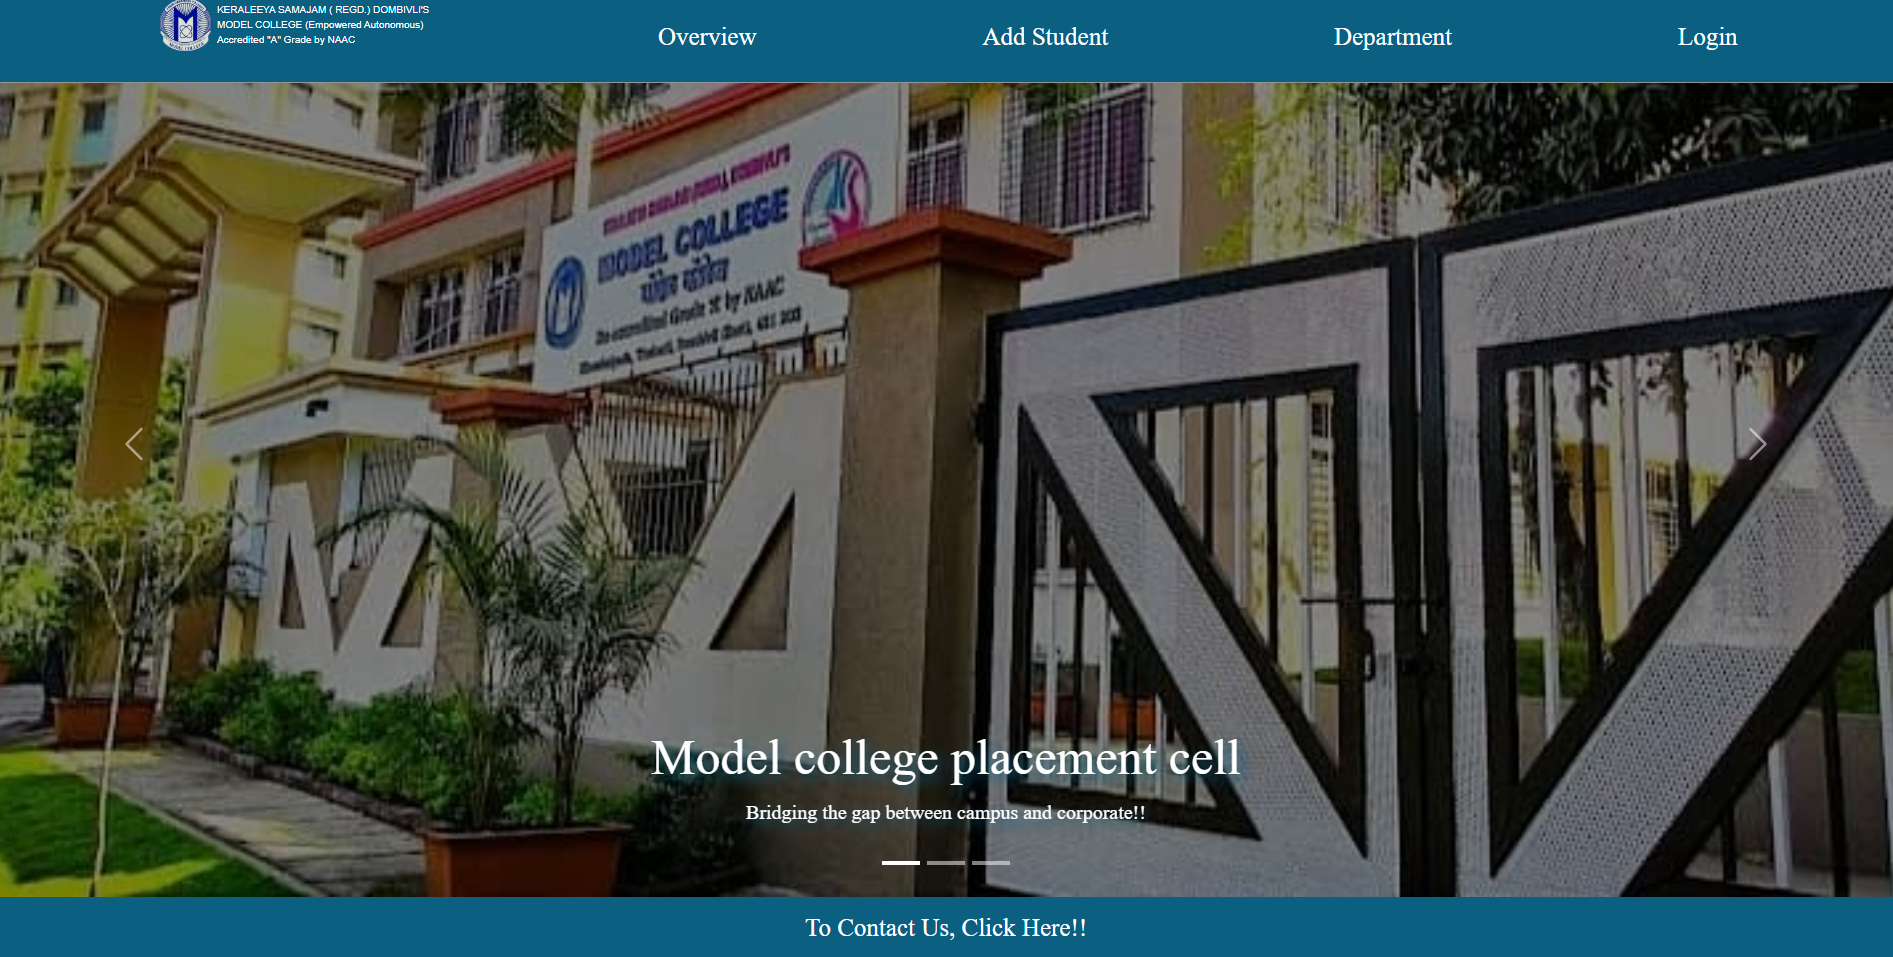 KERALEEYA SAMAJAM ( REGD.) DOMBIVLI'S
MODEL COLLEGE (Empowered Autonomous)
Accredited "A" Grade by NAAC
MODEL COLLEGE
Overview
Add Student
Department
Login
MODEL COLLEGE
मॉडेल कॉलेज
Re-accredited Grade 'A' by NAAC
Model college placement cell
Bridging the gap between campus and corporate!!
To Contact Us, Click Here!!